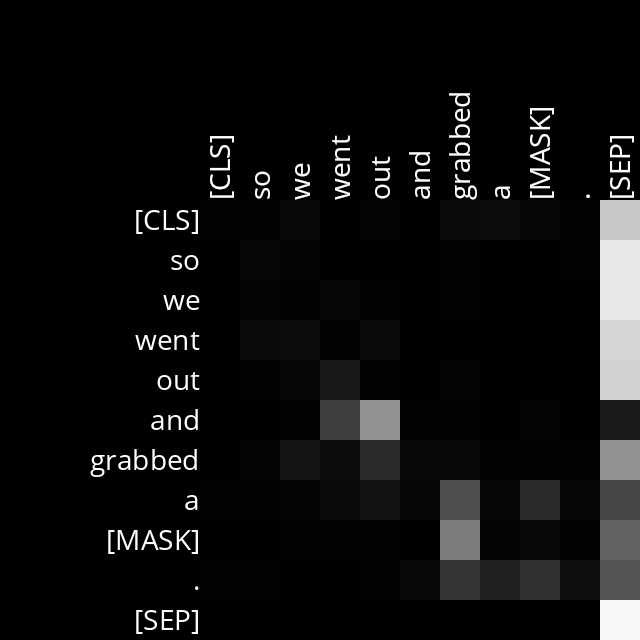 [CLS] so we went out and grabbed a [MASK] . [SEP]
[CLS]
so
we
went
out
and
grabbed
a
[MASK]
.
[SEP]